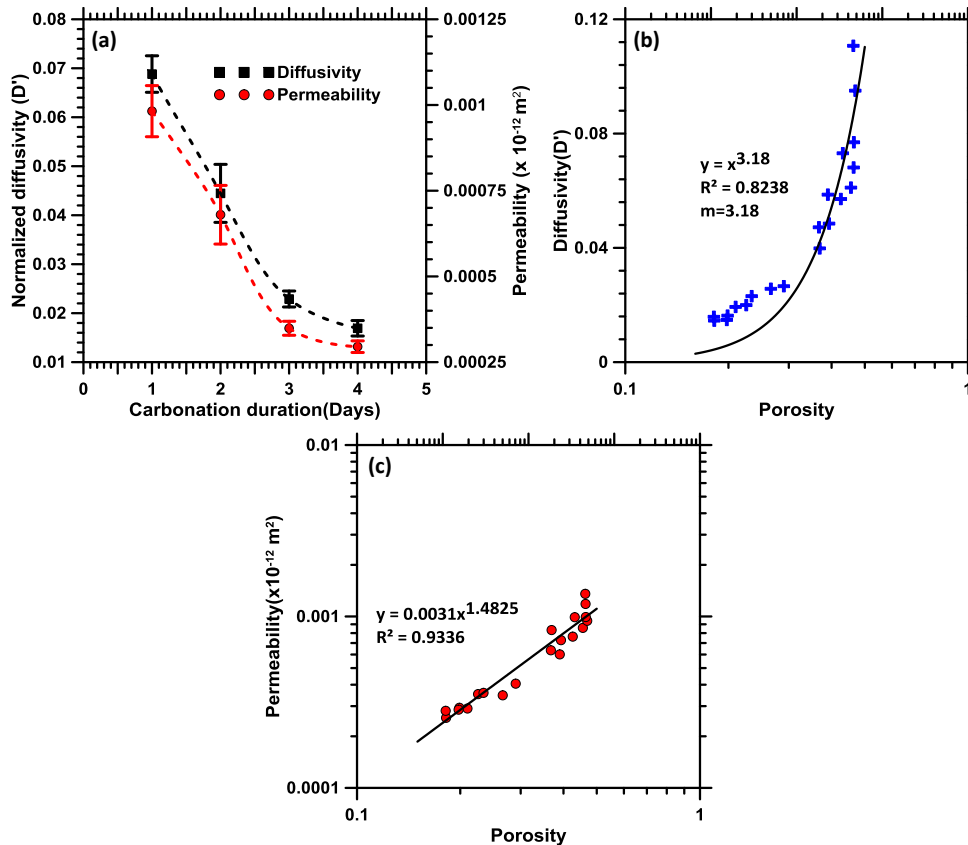 (a)
Diffusivity
Permeability
0.08
0.07
0.06
0.05
0.04
0.03
0.02
0.01
Normalized diffusivity (D')
0.00125
0.001
0.00075
0.0005
0.00025
Permeability (x 10⁻¹² m²)
0 1 2 3 4 5
Carbonation duration(Days)
(b)
0.12
0.08
0.04
0
Diffusivity(D')
y = x^3.18
R² = 0.8238
m=3.18
0.1 1
Porosity
(c)
0.01
0.001
0.0001
Permeability(x10⁻¹² m²)
y = 0.0031x^1.4825
R² = 0.9336
0.1 1
Porosity